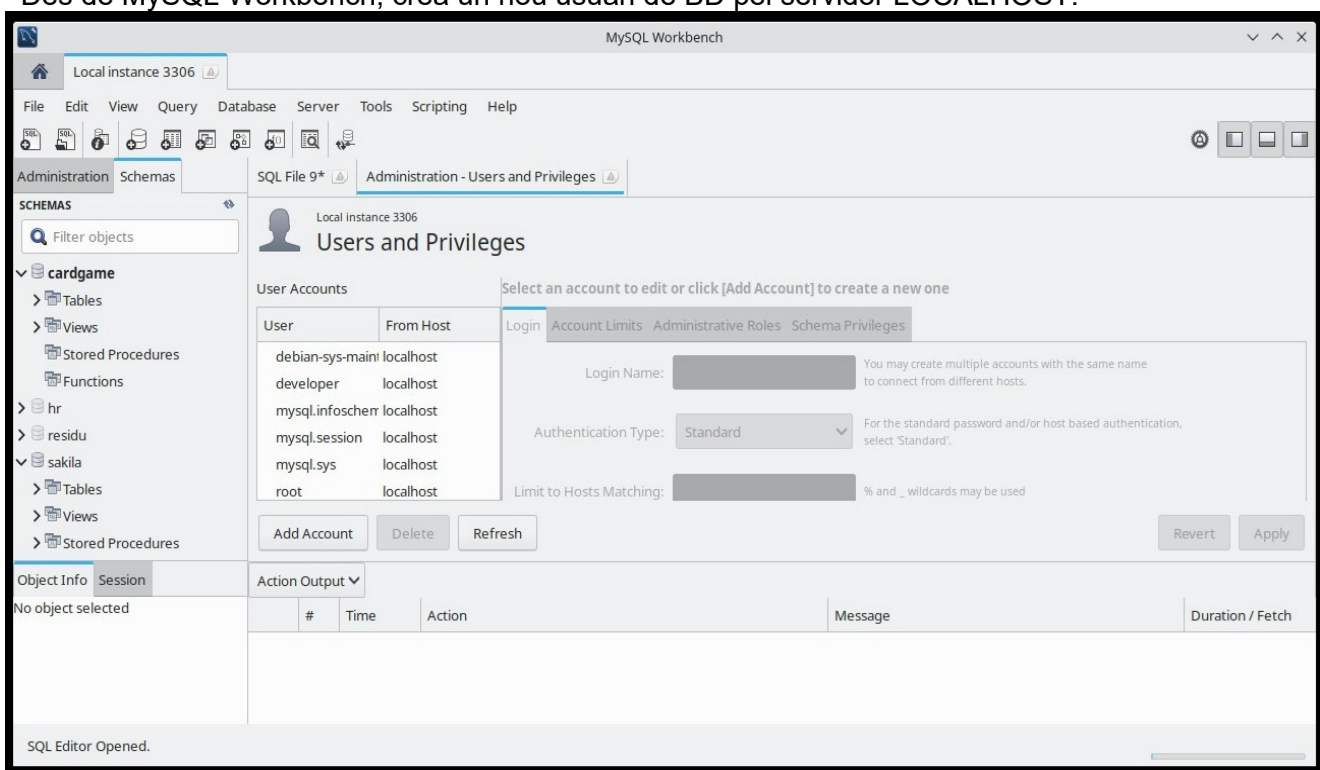 Des de MySQL Workbench, crea un nou usuari de BD pel servidor LOCALHOST.
MySQL Workbench
Local instance 3306
File Edit View Query Database Server Tools Scripting Help
Administration Schemas
SQL File 9* Administration - Users and Privileges
SCHEMAS
Filter objects
cardgame
Tables
Views
Stored Procedures
Functions
hr
residu
sakila
Tables
Views
Stored Procedures
Local instance 3306
Users and Privileges
User Accounts
User From Host
debian-sys-maint localhost
developer localhost
mysql.infoschem localhost
mysql.session localhost
mysql.sys localhost
root localhost
Add Account Delete Refresh
Select an account to edit or click [Add Account] to create a new one
Login Account Limits Administrative Roles Schema Privileges
Login Name:
You may create multiple accounts with the same name
to connect from different hosts.
Authentication Type: Standard
For the standard password and/or host based authentication,
select 'Standard'.
Limit to Hosts Matching:
% and _ wildcards may be used
Revert Apply
Object Info Session
No object selected
Action Output
# Time Action Message Duration / Fetch
SQL Editor Opened.